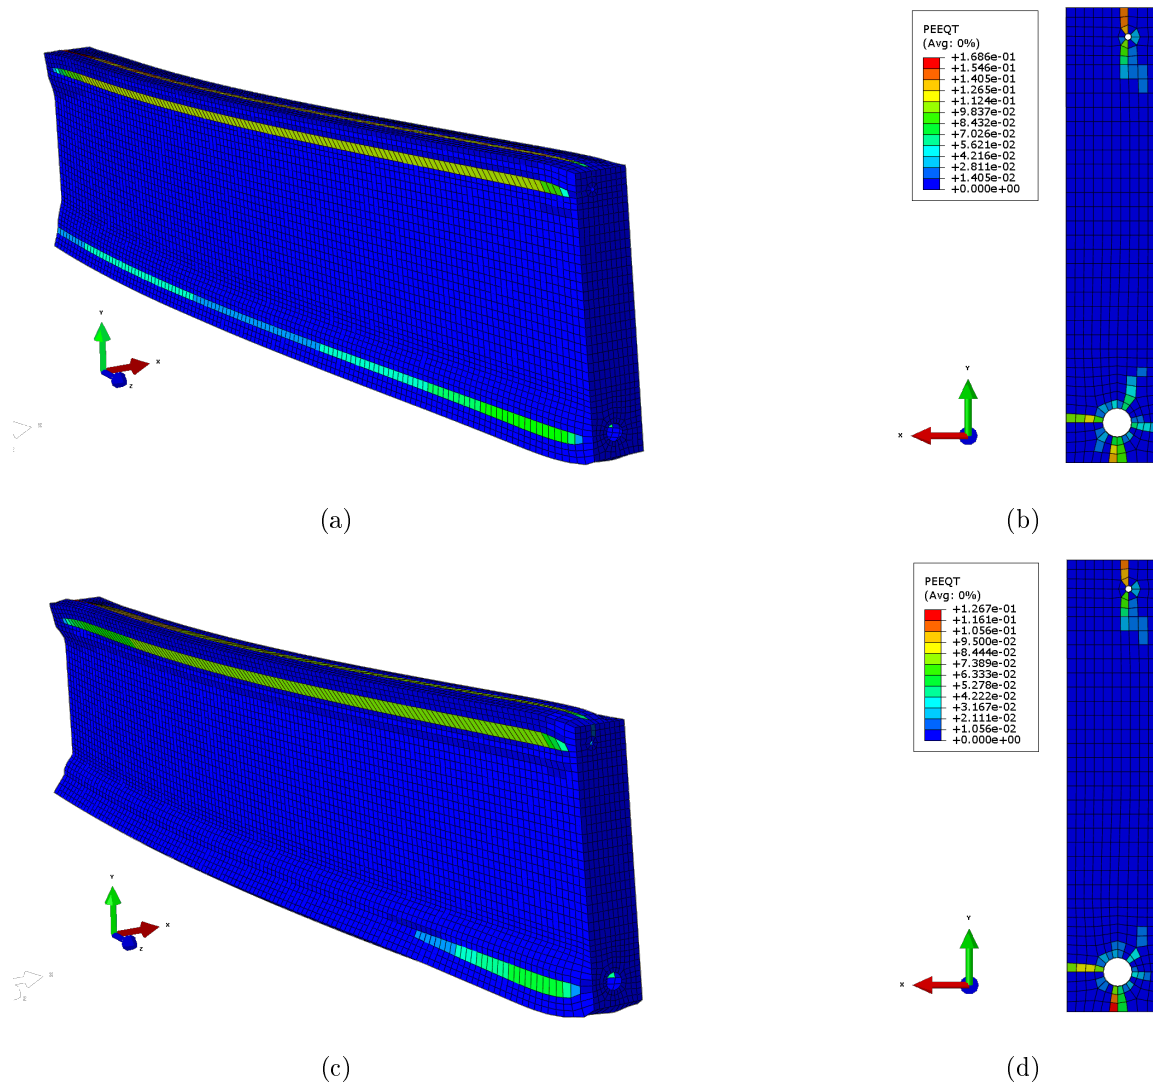 PEEQT
(Avg: 0%)
+1.686e-01
+1.546e-01
+1.405e-01
+1.265e-01
+1.124e-01
+9.837e-02
+8.432e-02
+7.026e-02
+5.621e-02
+4.216e-02
+2.811e-02
+1.405e-02
+0.000e+00
Y
X
Z
Y
X
(a)
(b)
PEEQT
(Avg: 0%)
+1.267e-01
+1.161e-01
+1.056e-01
+9.500e-02
+8.444e-02
+7.389e-02
+6.333e-02
+5.278e-02
+4.222e-02
+3.167e-02
+2.111e-02
+1.056e-02
+0.000e+00
Y
X
Z
Y
X
(c)
(d)